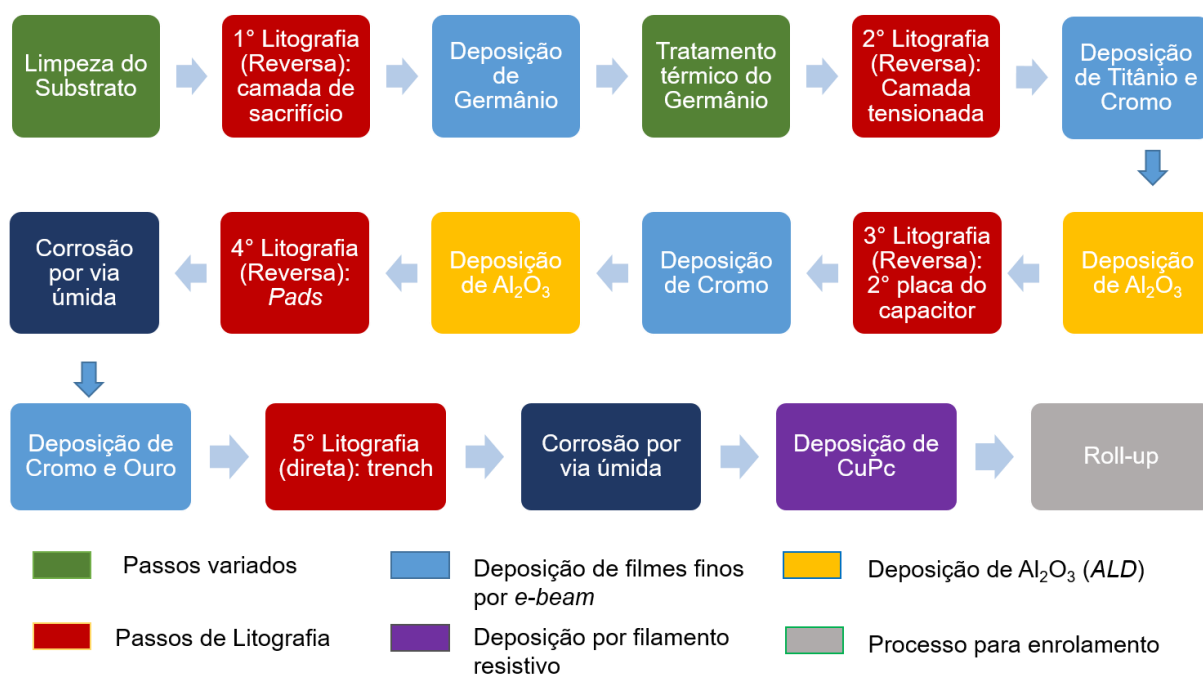 Limpeza do
Substrato
1° Litografia
(Reversa):
camada de
sacrifício
Deposição
de
Germânio
Tratamento
térmico do
Germânio
2° Litografia
(Reversa):
Camada
tensionada
Deposição
de Titânio e
Cromo
Deposição
de Al₂O₃
3° Litografia
(Reversa):
2° placa do
capacitor
Deposição
de Cromo
Deposição
de Al₂O₃
4° Litografia
(Reversa):
Pads
Corrosão
por via
úmida
Deposição de
Cromo e Ouro
5° Litografia
(direta): trench
Corrosão por
via úmida
Deposição de
CuPc
Roll-up
Passos variados
Deposição de filmes finos
por e-beam
Deposição de Al₂O₃ (ALD)
Passos de Litografia
Deposição por filamento
resistivo
Processo para enrolamento